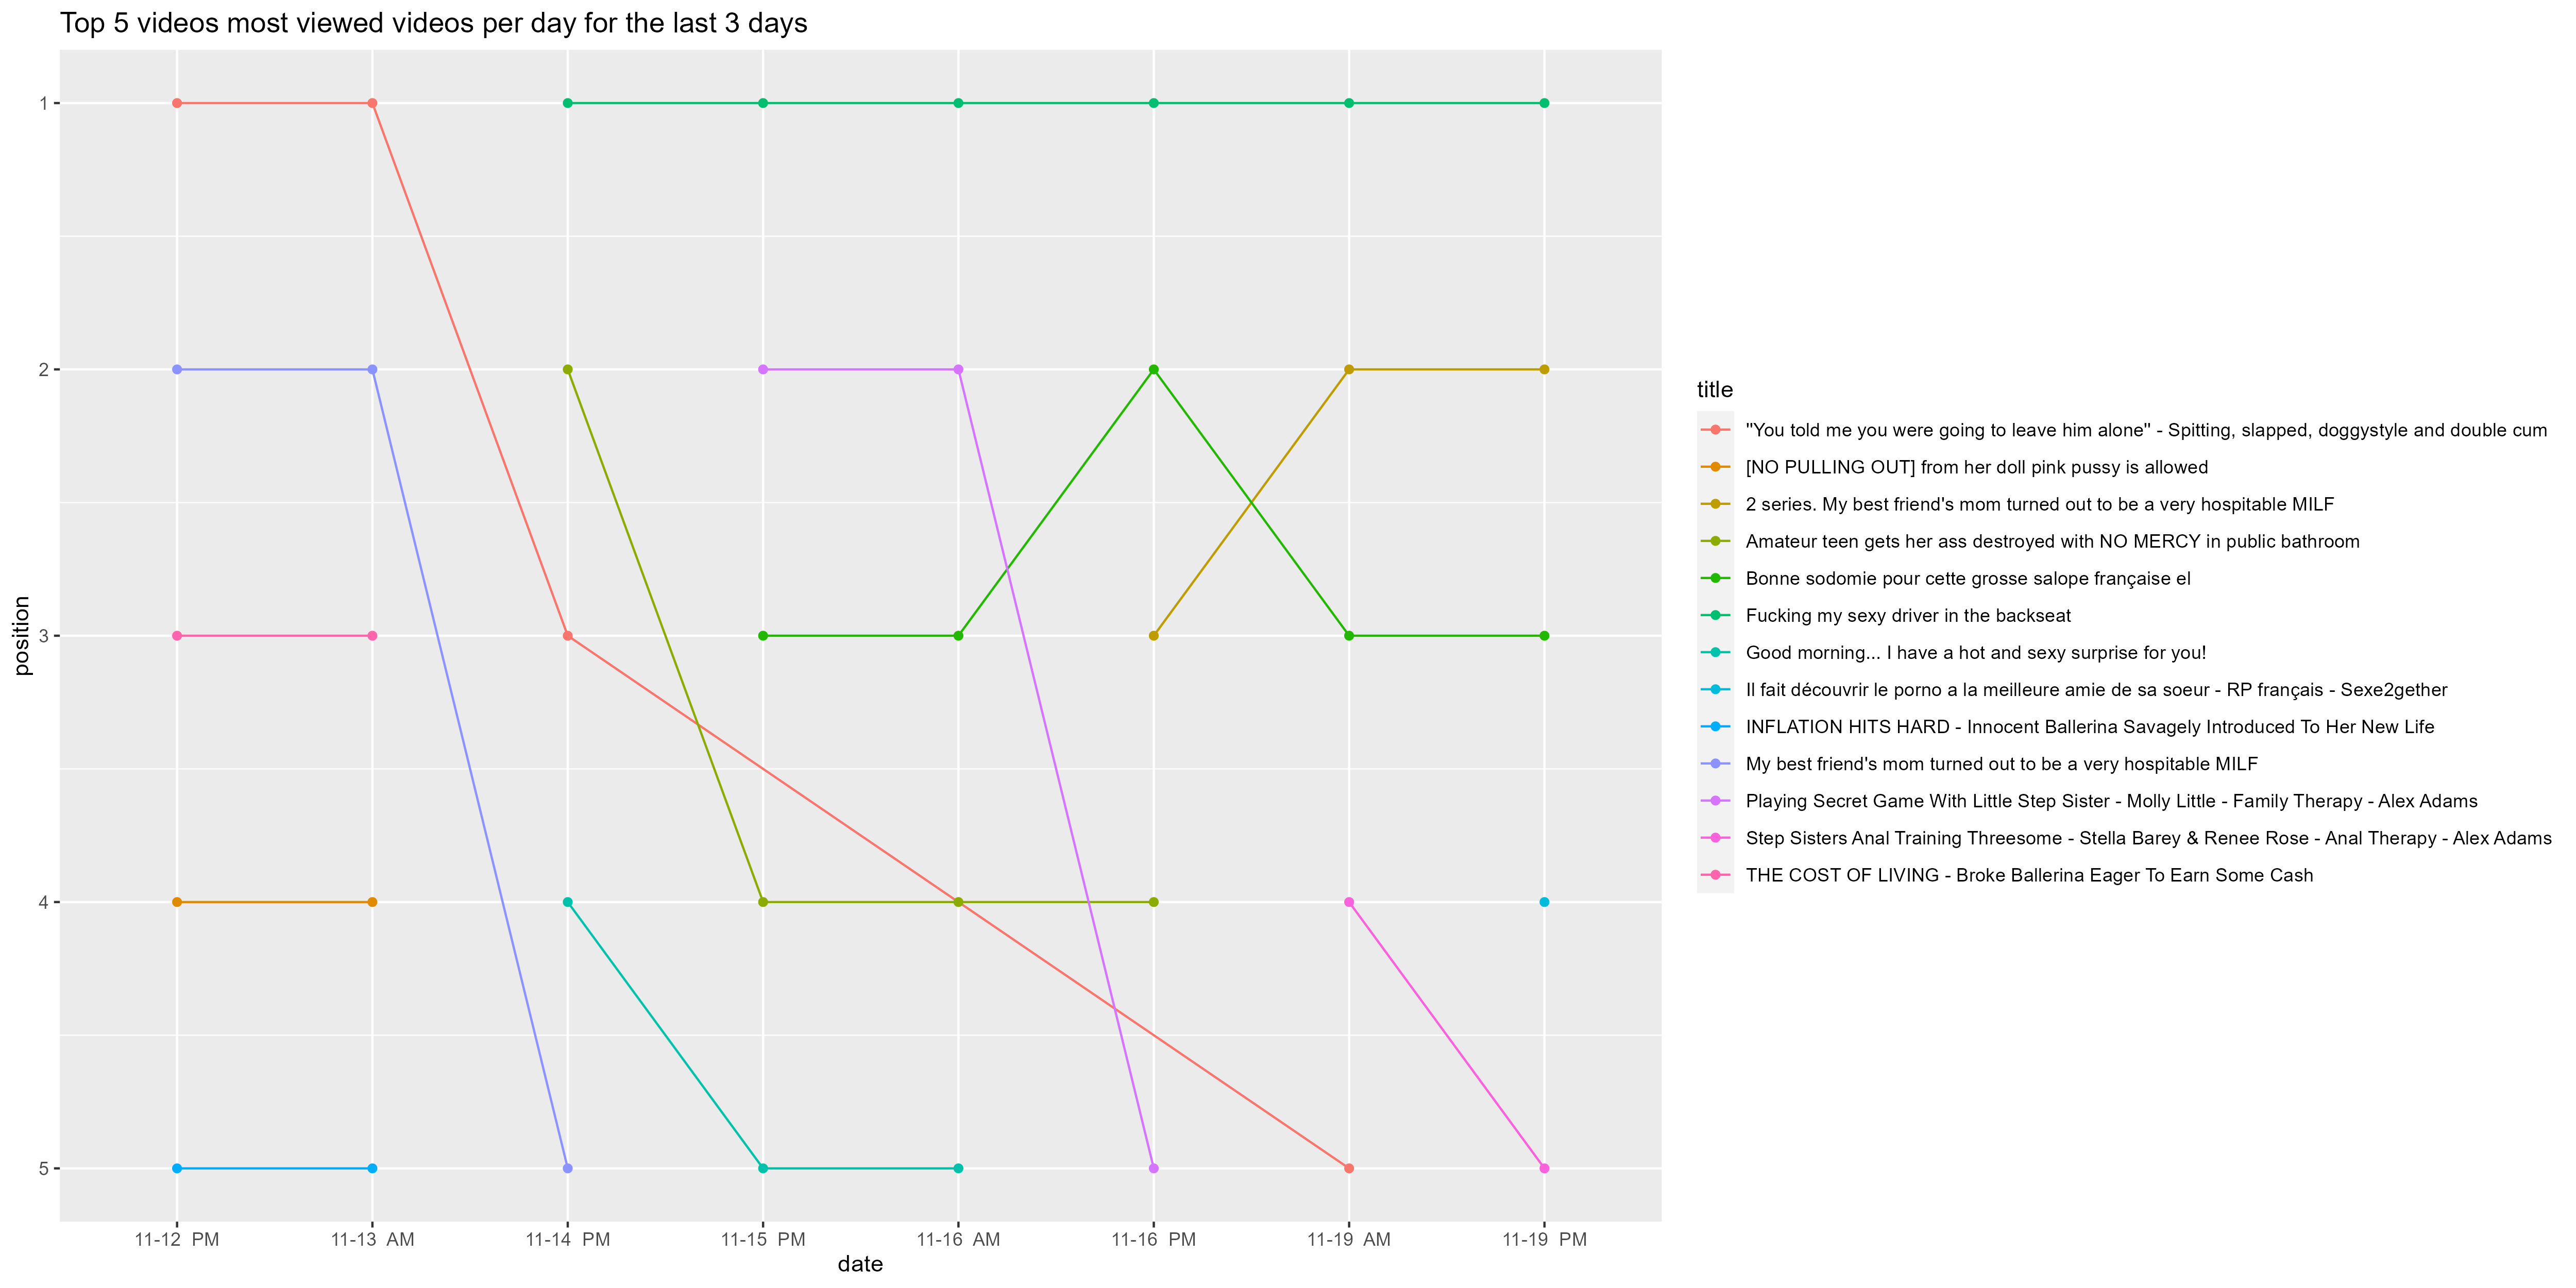 Top 5 videos most viewed videos per day for the last 3 days
position
1
2
3
4
5
11-12 PM
11-13 AM
11-14 PM
11-15 PM
11-16 AM
11-16 PM
11-19 AM
11-19 PM
date
title
"You told me you were going to leave him alone" - Spitting, slapped, doggystyle and double cum
[NO PULLING OUT] from her doll pink pussy is allowed
2 series. My best friend's mom turned out to be a very hospitable MILF
Amateur teen gets her ass destroyed with NO MERCY in public bathroom
Bonne sodomie pour cette grosse salope française el
Fucking my sexy driver in the backseat
Good morning... I have a hot and sexy surprise for you!
Il fait découvrir le porno a la meilleure amie de sa soeur - RP français - Sexe2gether
INFLATION HITS HARD - Innocent Ballerina Savagely Introduced To Her New Life
My best friend's mom turned out to be a very hospitable MILF
Playing Secret Game With Little Step Sister - Molly Little - Family Therapy - Alex Adams
Step Sisters Anal Training Threesome - Stella Barey & Renee Rose - Anal Therapy - Alex Adams
THE COST OF LIVING - Broke Ballerina Eager To Earn Some Cash